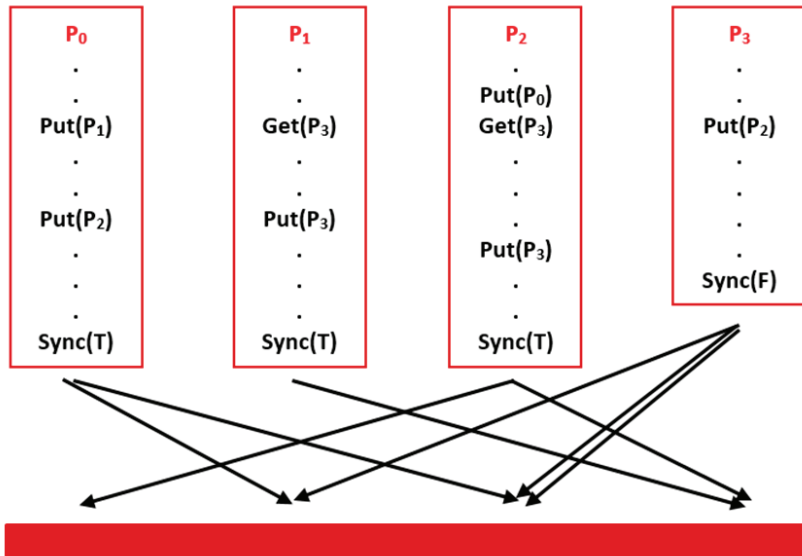 P₀
Put(P₁)
Put(P₂)
Sync(T)
P₁
Get(P₃)
Put(P₃)
Sync(T)
P₂
Put(P₀)
Get(P₃)
Put(P₃)
Sync(T)
P₃
Put(P₂)
Sync(F)